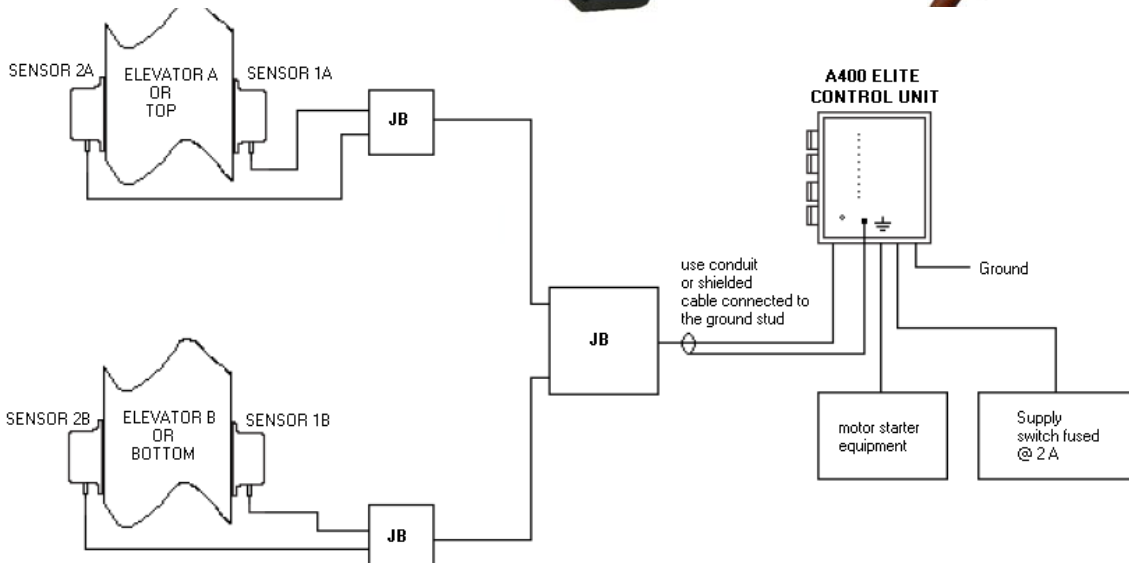 SENSOR 2A
ELEVATOR A
OR
TOP
SENSOR 1A
JB
A400 ELITE
CONTROL UNIT
use conduit
or shielded
cable connected to
the ground stud
Ground
JB
SENSOR 2B
ELEVATOR B
OR
BOTTOM
SENSOR 1B
JB
motor starter
equipment
Supply
switch fused
@ 2 A